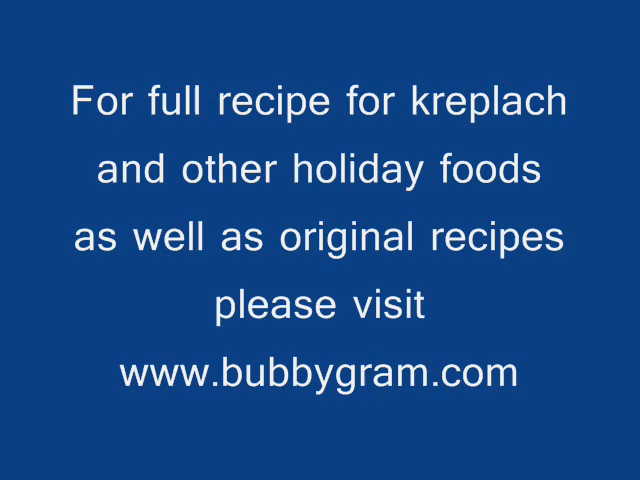 For full recipe for kreplach
and other holiday foods
as well as original recipes
please visit
www.bubbygram.com